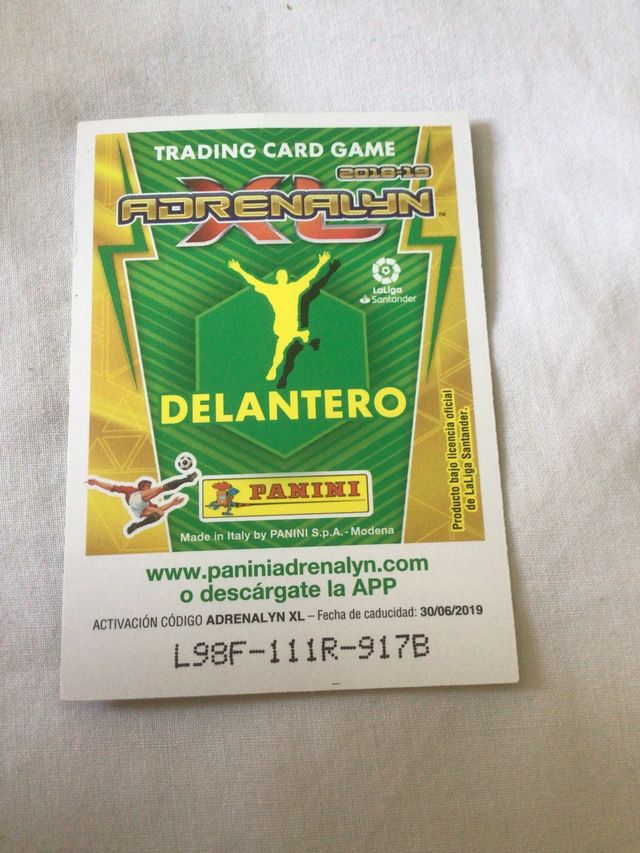 TRADING CARD GAME
2018-19
ADRENALYN XL™
LaLiga
Santander
DELANTERO
Producto bajo licencia oficial
de LaLiga Santander.
PANINI
Made in Italy by PANINI S.p.A. - Modena
www.paniniadrenalyn.com
o descárgate la APP
ACTIVACIÓN CÓDIGO ADRENALYN XL – Fecha de caducidad: 30/06/2019
L98F-111R-917B